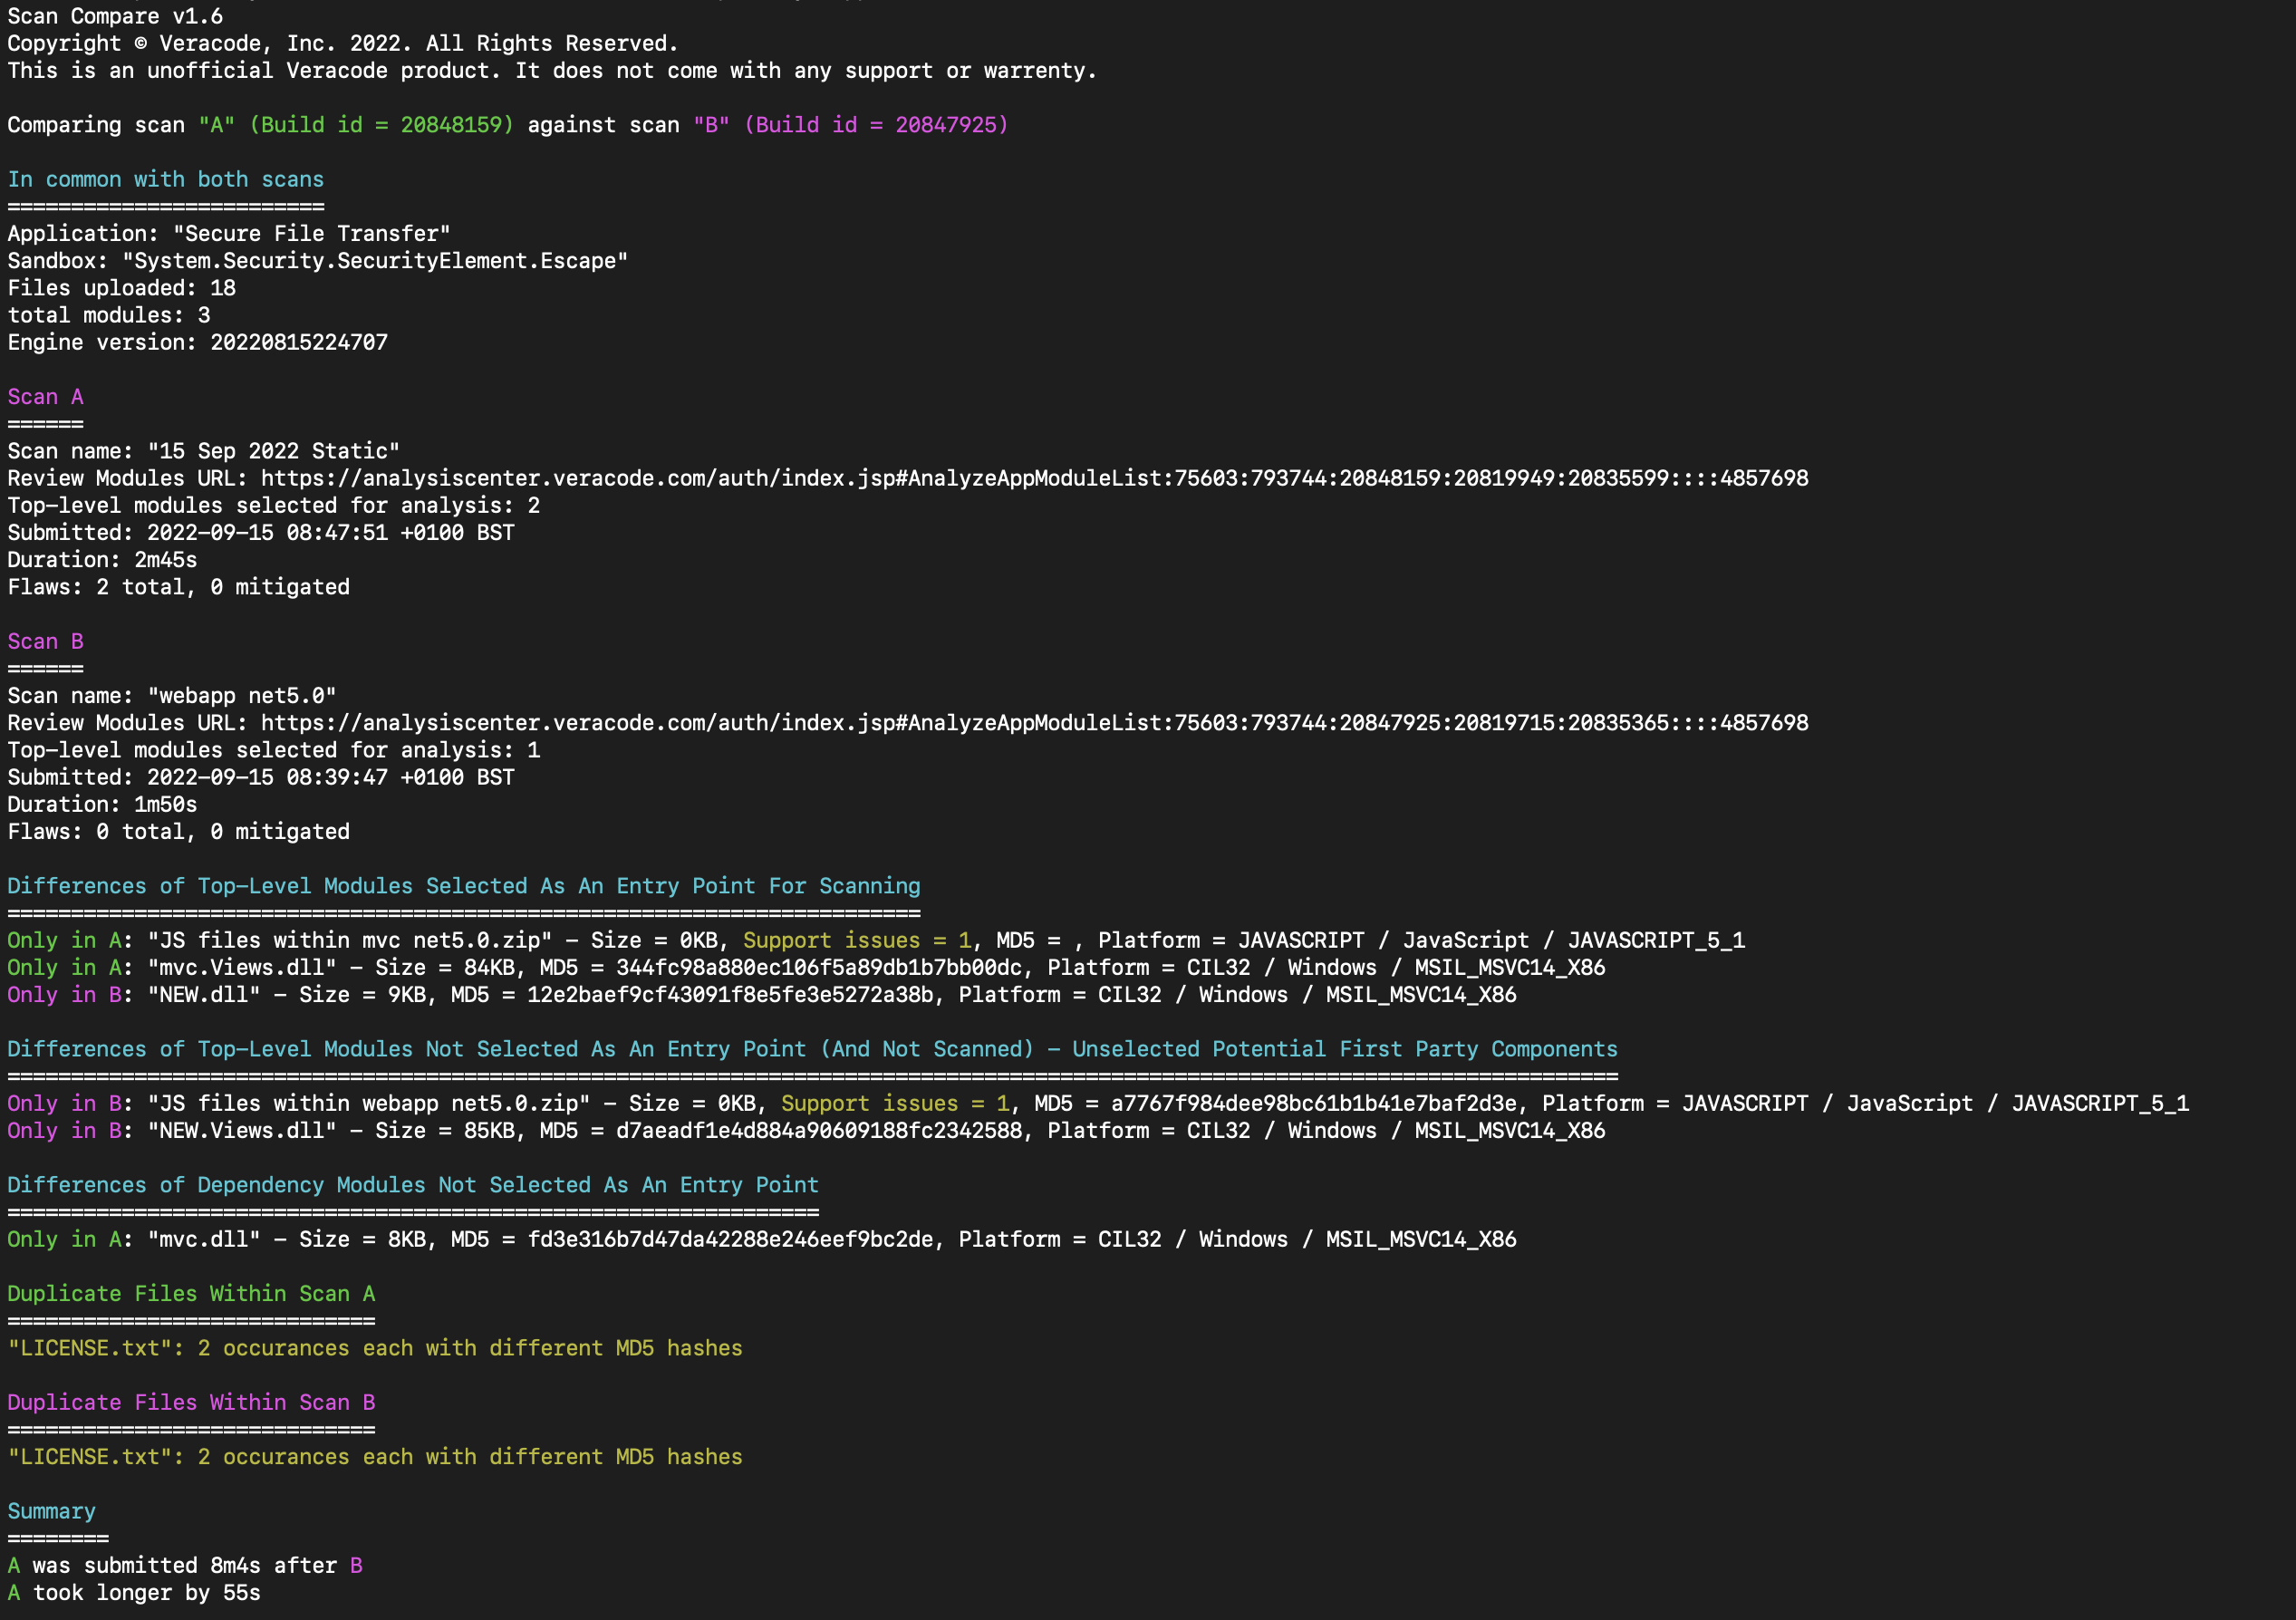 Scan Compare v1.6
Copyright © Veracode, Inc. 2022. All Rights Reserved.
This is an unofficial Veracode product. It does not come with any support or warrenty.
Comparing scan "A" (Build id = 20848159) against scan "B" (Build id = 20847925)
In common with both scans
=========================
Application: "Secure File Transfer"
Sandbox: "System.Security.SecurityElement.Escape"
Files uploaded: 18
total modules: 3
Engine version: 20220815224707
Scan A
======
Scan name: "15 Sep 2022 Static"
Review Modules URL: https://analysiscenter.veracode.com/auth/index.jsp#AnalyzeAppModuleList:75603:793744:20848159:20819949:20835599::::4857698
Top-level modules selected for analysis: 2
Submitted: 2022-09-15 08:47:51 +0100 BST
Duration: 2m45s
Flaws: 2 total, 0 mitigated
Scan B
======
Scan name: "webapp net5.0"
Review Modules URL: https://analysiscenter.veracode.com/auth/index.jsp#AnalyzeAppModuleList:75603:793744:20847925:20819715:20835365::::4857698
Top-level modules selected for analysis: 1
Submitted: 2022-09-15 08:39:47 +0100 BST
Duration: 1m50s
Flaws: 0 total, 0 mitigated
Differences of Top-Level Modules Selected As An Entry Point For Scanning
========================================================================
Only in A: "JS files within mvc net5.0.zip" - Size = 0KB, Support issues = 1, MD5 = , Platform = JAVASCRIPT / JavaScript / JAVASCRIPT_5_1
Only in A: "mvc.Views.dll" - Size = 84KB, MD5 = 344fc98a880ec106f5a89db1b7bb00dc, Platform = CIL32 / Windows / MSIL_MSVC14_X86
Only in B: "NEW.dll" - Size = 9KB, MD5 = 12e2baef9cf43091f8e5fe3e5272a38b, Platform = CIL32 / Windows / MSIL_MSVC14_X86
Differences of Top-Level Modules Not Selected As An Entry Point (And Not Scanned) - Unselected Potential First Party Components
===============================================================================================================================
Only in B: "JS files within webapp net5.0.zip" - Size = 0KB, Support issues = 1, MD5 = a7767f984dee98bc61b1b41e7baf2d3e, Platform = JAVASCRIPT / JavaScript / JAVASCRIPT_5_1
Only in B: "NEW.Views.dll" - Size = 85KB, MD5 = d7aeadf1e4d884a90609188fc2342588, Platform = CIL32 / Windows / MSIL_MSVC14_X86
Differences of Dependency Modules Not Selected As An Entry Point
================================================================
Only in A: "mvc.dll" - Size = 8KB, MD5 = fd3e316b7d47da42288e246eef9bc2de, Platform = CIL32 / Windows / MSIL_MSVC14_X86
Duplicate Files Within Scan A
=============================
"LICENSE.txt": 2 occurances each with different MD5 hashes
Duplicate Files Within Scan B
=============================
"LICENSE.txt": 2 occurances each with different MD5 hashes
Summary
========
A was submitted 8m4s after B
A took longer by 55s